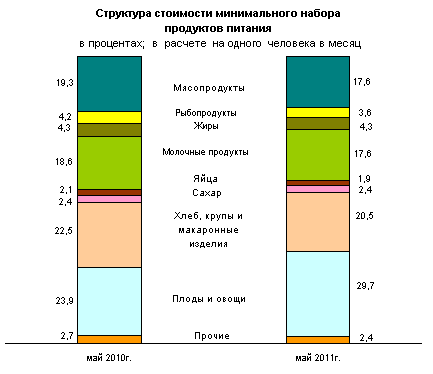 Структура стоимости минимального набора
продуктов питания
в процентах; в расчете на одного человека в месяц
19,3 Масопродукты 17,6
4,2 Рыбопродукты 3,6
4,3 Жиры 4,3
18,6 Молочные продукты 17,6
2,1 Яйца 1,9
2,4 Сахар 2,4
22,5 Хлеб, крупы и 20,5
макаронные
изделия
23,9 Плоды и овощи 29,7
2,7 Прочие 2,4
май 2010г. май 2011г.